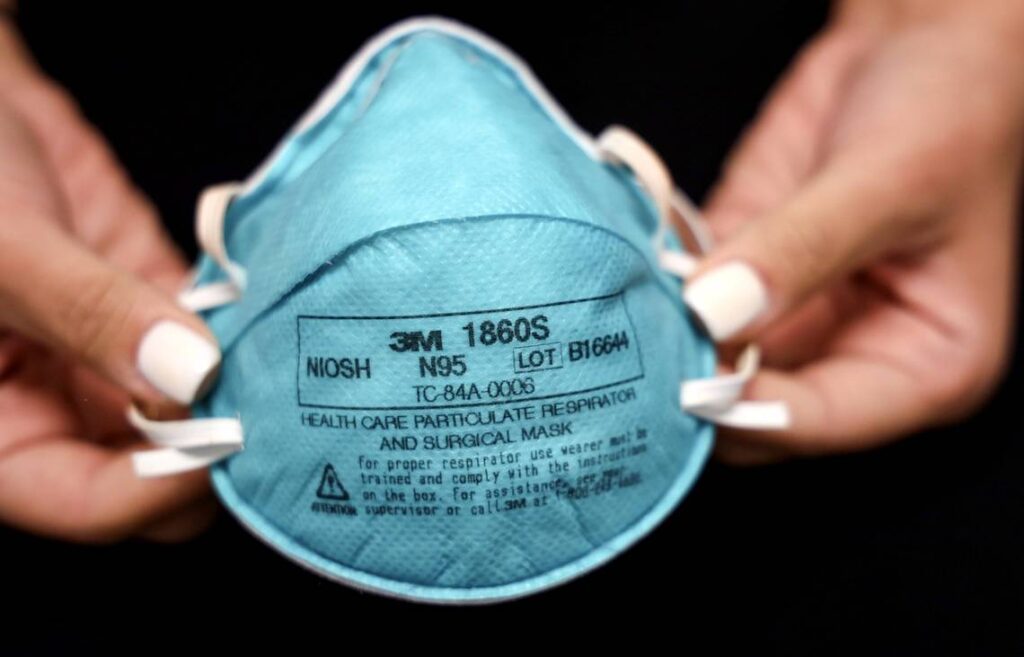 3M 1860S
NIOSH N95 LOT B16644
TC-84A-0006
HEALTH CARE PARTICULATE RESPIRATOR
AND SURGICAL MASK
for proper respirator use wearer must be
trained and comply with the instructions
on the box. For assistance, see your
ATTENTION supervisor or call 3M at